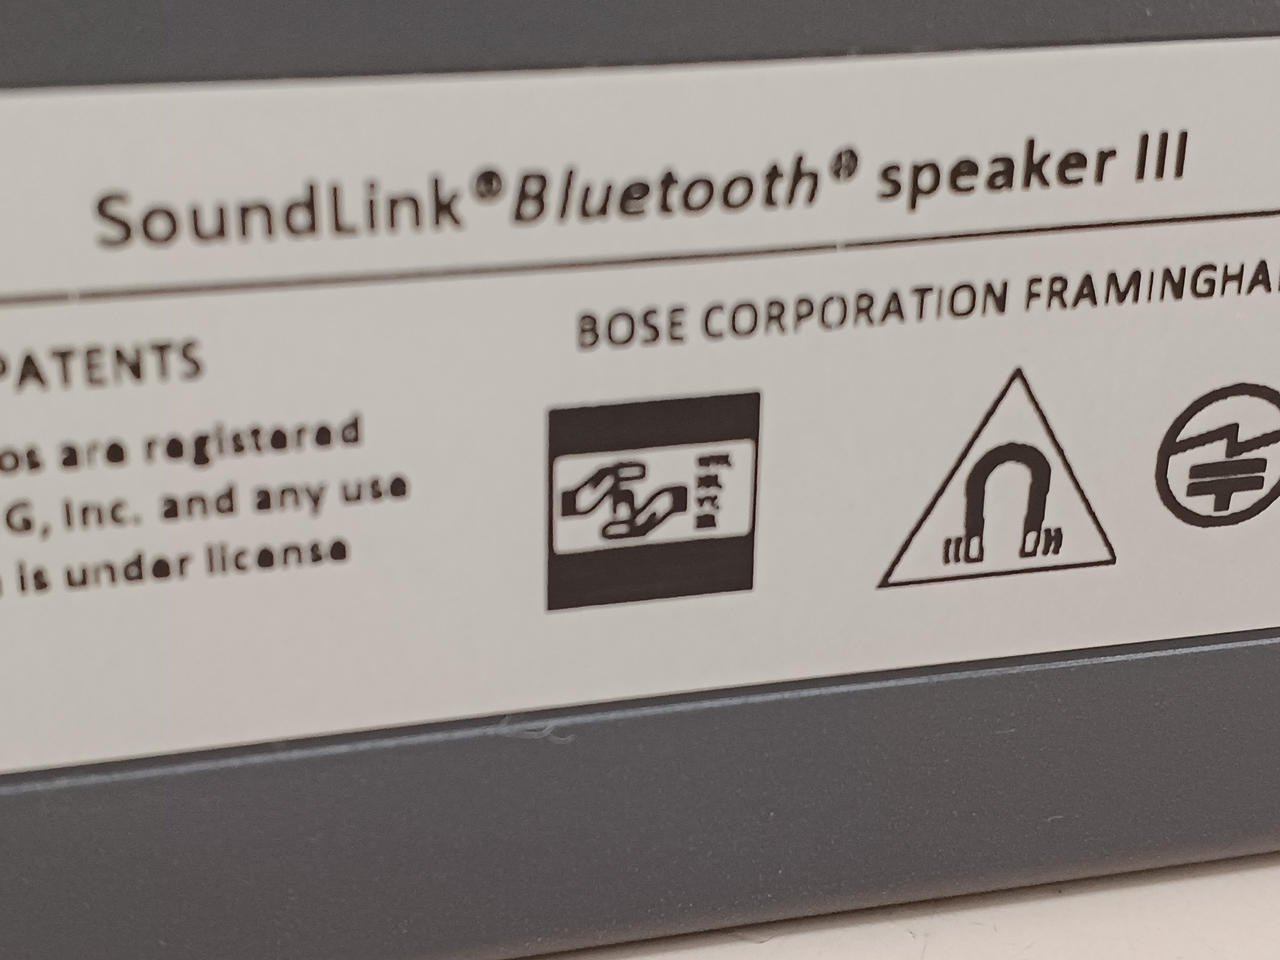 SoundLink® Bluetooth® speaker III
BOSE CORPORATION FRAMINGHA
PATENTS
os are registered
G, Inc. and any use
is under license